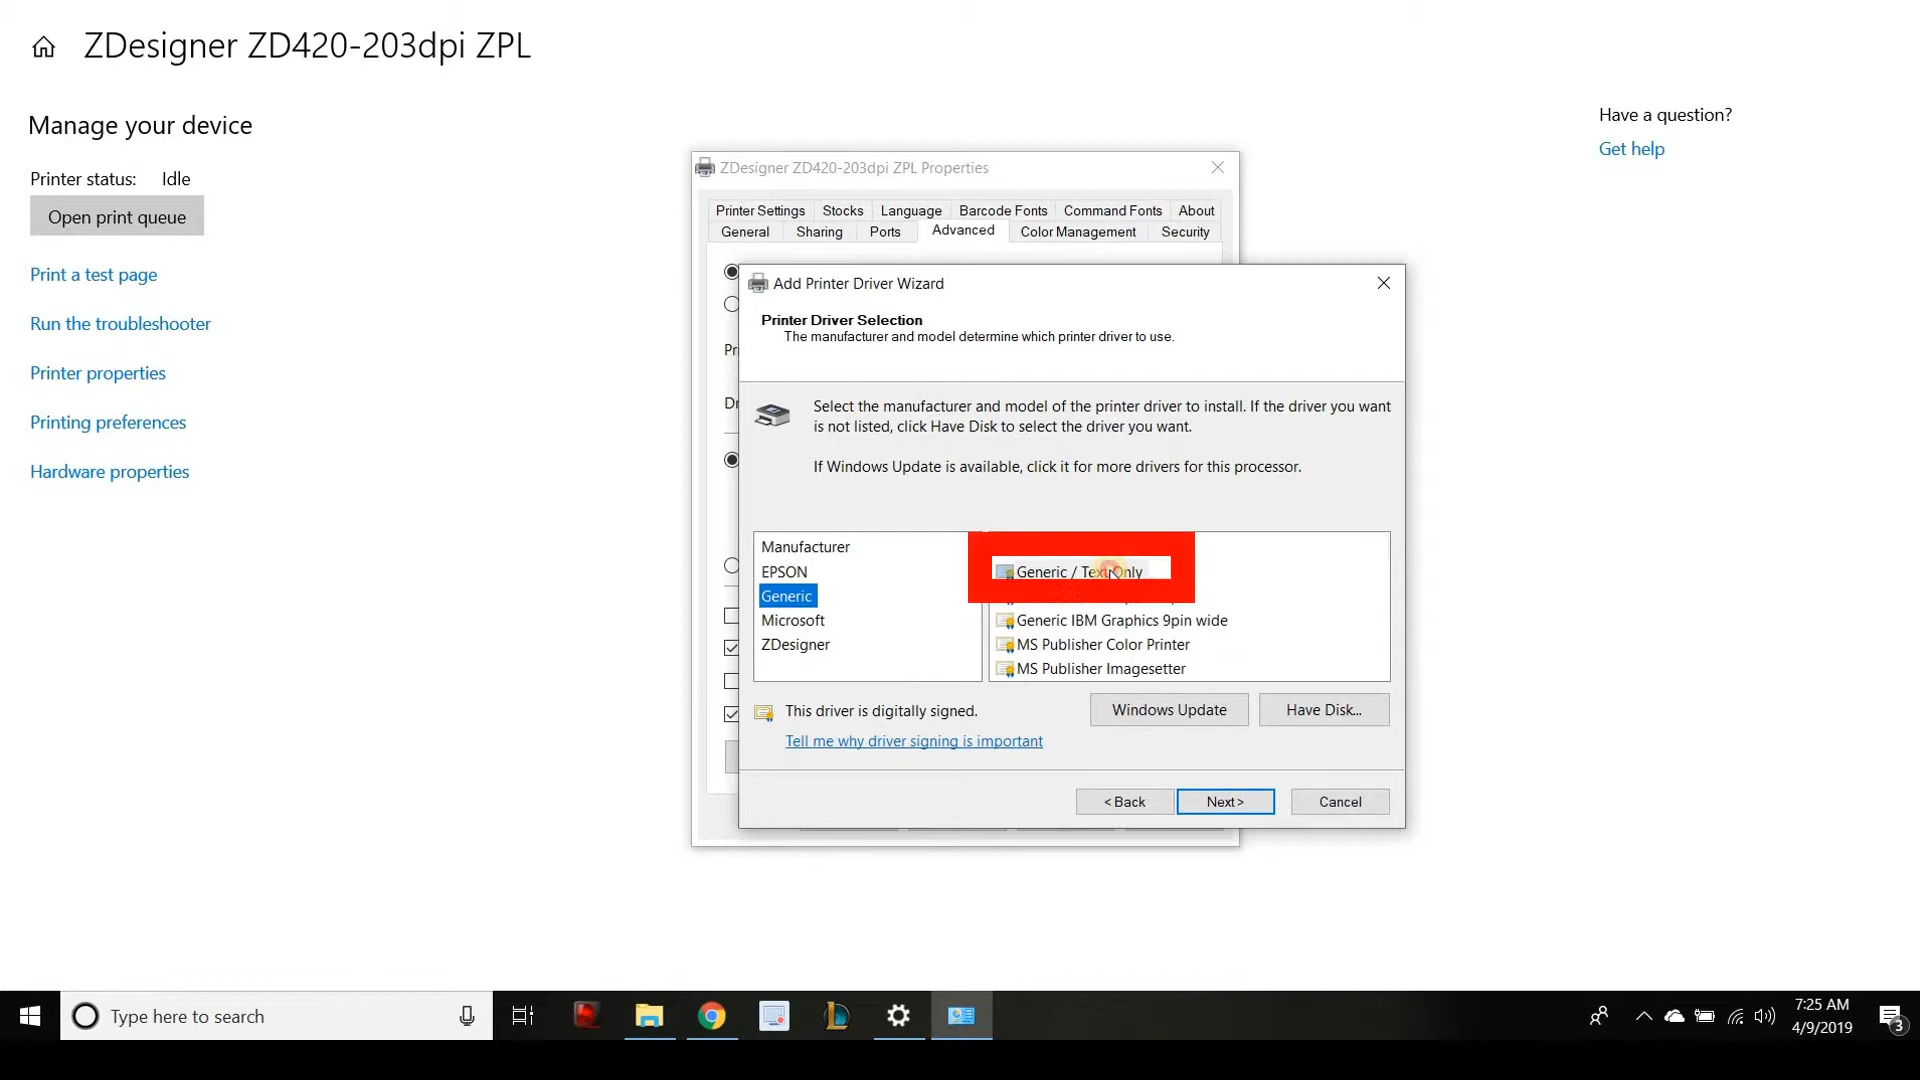 ZDesigner ZD420-203dpi ZPL
Manage your device
Printer status: Idle
Open print queue
Print a test page
Run the troubleshooter
Printer properties
Printing preferences
Hardware properties
Have a question?
Get help
ZDesigner ZD420-203dpi ZPL Properties
Printer Settings Stocks Language Barcode Fonts Command Fonts About
General Sharing Ports Advanced Color Management Security
Add Printer Driver Wizard
Printer Driver Selection
The manufacturer and model determine which printer driver to use.
Select the manufacturer and model of the printer driver to install. If the driver you want
is not listed, click Have Disk to select the driver you want.
If Windows Update is available, click it for more drivers for this processor.
Manufacturer
EPSON
Generic
Microsoft
ZDesigner
Generic / Text Only
Generic IBM Graphics 9pin wide
MS Publisher Color Printer
MS Publisher Imagesetter
This driver is digitally signed.
Tell me why driver signing is important
Windows Update Have Disk...
< Back Next > Cancel
Type here to search
7:25 AM
4/9/2019
3